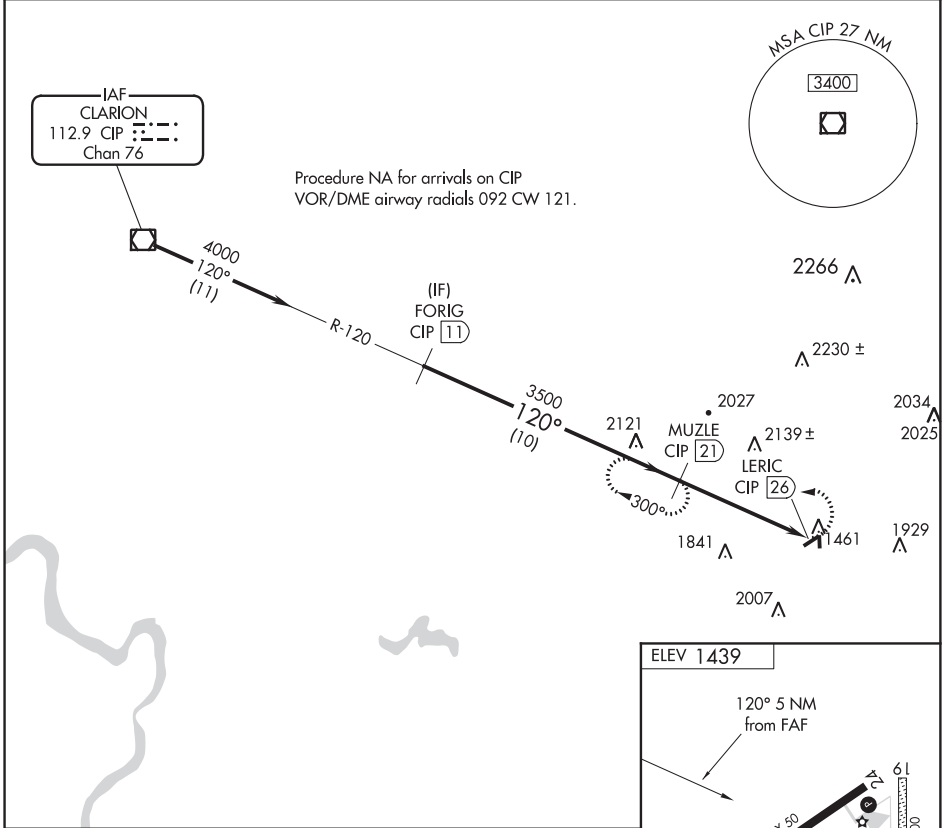 MSA CIP 27 NM
3400
IAF
CLARION
112.9 CIP
Chan 76
Procedure NA for arrivals on CIP
VOR/DME airway radials 092 CW 121.
4000
120°
(11)
R-120
(IF)
FORIG
CIP 11
2266
2230 ±
3500
120°
(10)
2027
2034
2025
2121
MUZLE
CIP 21
2139 ±
LERIC
CIP 26
300°
1841
1461
1929
2007
ELEV 1439
120° 5 NM
from FAF
24
19
P
x 50